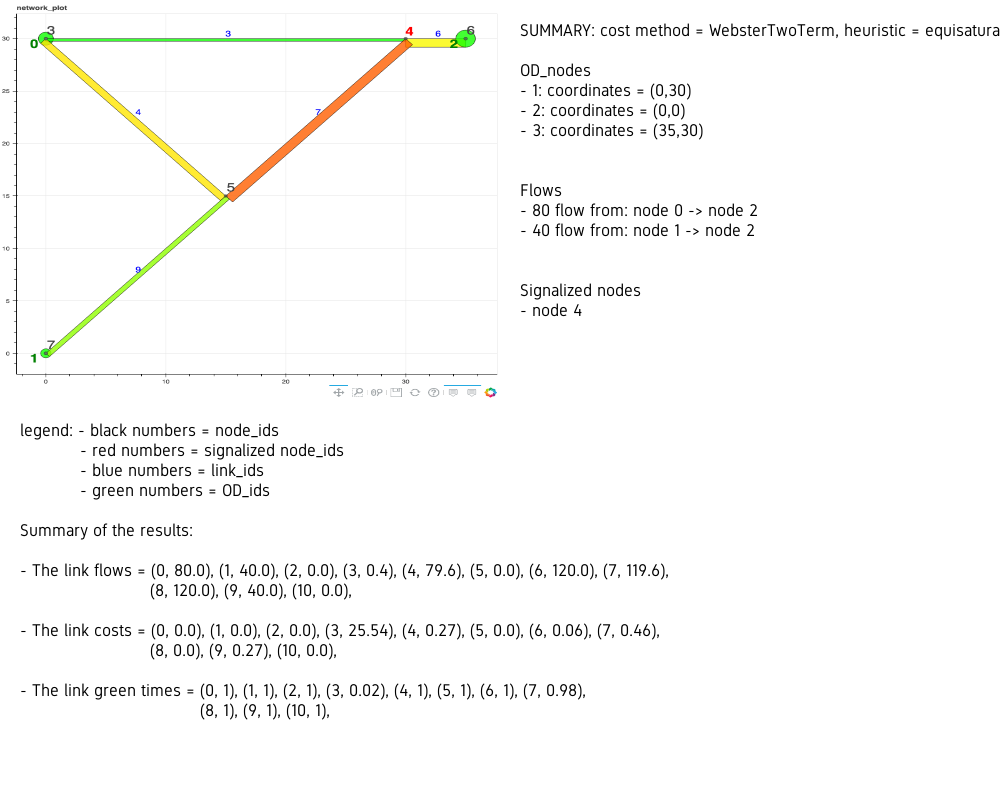 network_plot
3
3
4
6
6
0
2
30
25
4
7
20
5
15
10
9
5
7
1
0
0
10
20
30
SUMMARY: cost method = WebsterTwoTerm, heuristic = equisatura
OD_nodes
- 1: coordinates = (0,30)
- 2: coordinates = (0,0)
- 3: coordinates = (35,30)
Flows
- 80 flow from: node 0 -> node 2
- 40 flow from: node 1 -> node 2
Signalized nodes
- node 4
legend: - black numbers = node_ids
- red numbers = signalized node_ids
- blue numbers = link_ids
- green numbers = OD_ids
Summary of the results:
- The link flows = (0, 80.0), (1, 40.0), (2, 0.0), (3, 0.4), (4, 79.6), (5, 0.0), (6, 120.0), (7, 119.6),
(8, 120.0), (9, 40.0), (10, 0.0),
- The link costs = (0, 0.0), (1, 0.0), (2, 0.0), (3, 25.54), (4, 0.27), (5, 0.0), (6, 0.06), (7, 0.46),
(8, 0.0), (9, 0.27), (10, 0.0),
- The link green times = (0, 1), (1, 1), (2, 1), (3, 0.02), (4, 1), (5, 1), (6, 1), (7, 0.98),
(8, 1), (9, 1), (10, 1),